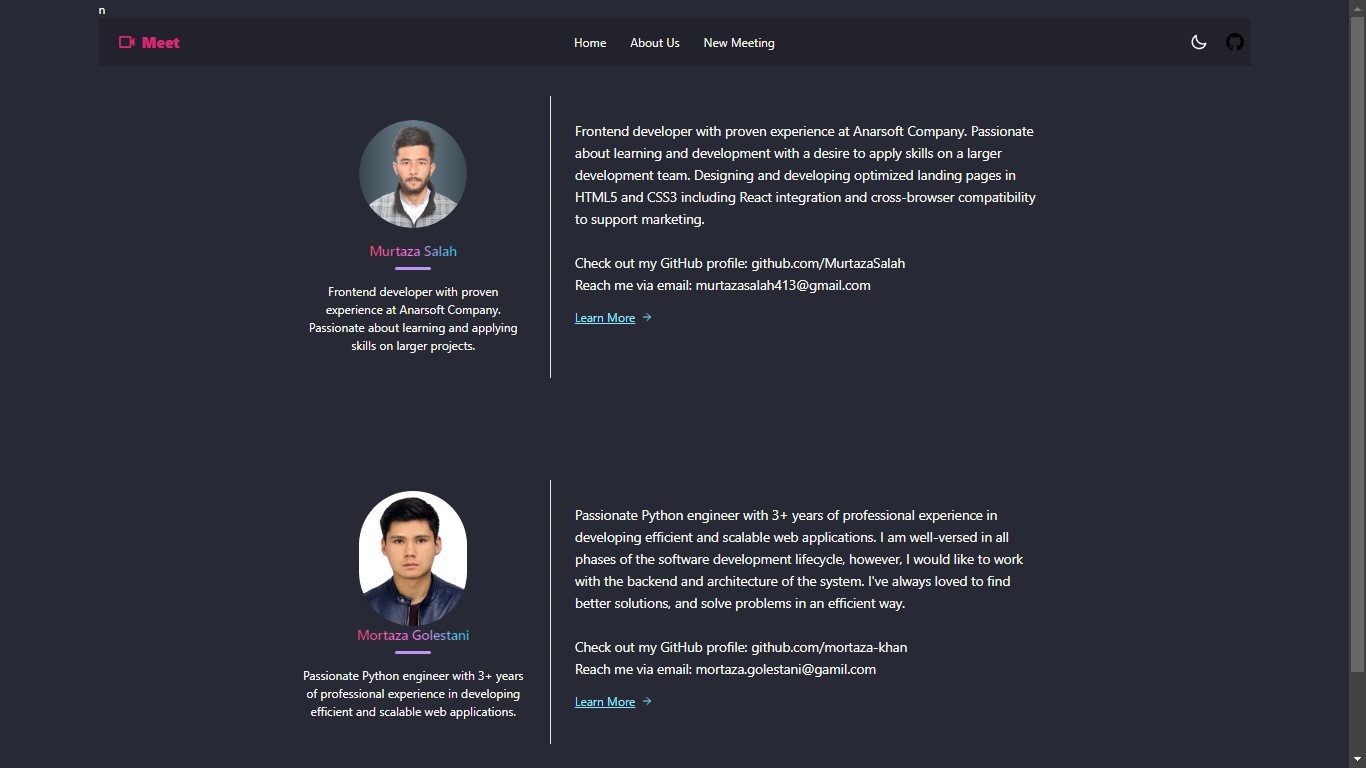 n
Meet
Home About Us New Meeting
Murtaza Salah
Frontend developer with proven
experience at Anarsoft Company.
Passionate about learning and applying
skills on larger projects.
Frontend developer with proven experience at Anarsoft Company. Passionate
about learning and development with a desire to apply skills on a larger
development team. Designing and developing optimized landing pages in
HTML5 and CSS3 including React integration and cross-browser compatibility
to support marketing.
Check out my GitHub profile: github.com/MurtazaSalah
Reach me via email: murtazasalah413@gmail.com
Learn More
Mortaza Golestani
Passionate Python engineer with 3+ years
of professional experience in developing
efficient and scalable web applications.
Passionate Python engineer with 3+ years of professional experience in
developing efficient and scalable web applications. I am well-versed in all
phases of the software development lifecycle, however, I would like to work
with the backend and architecture of the system. I've always loved to find
better solutions, and solve problems in an efficient way.
Check out my GitHub profile: github.com/mortaza-khan
Reach me via email: mortaza.golestani@gamil.com
Learn More